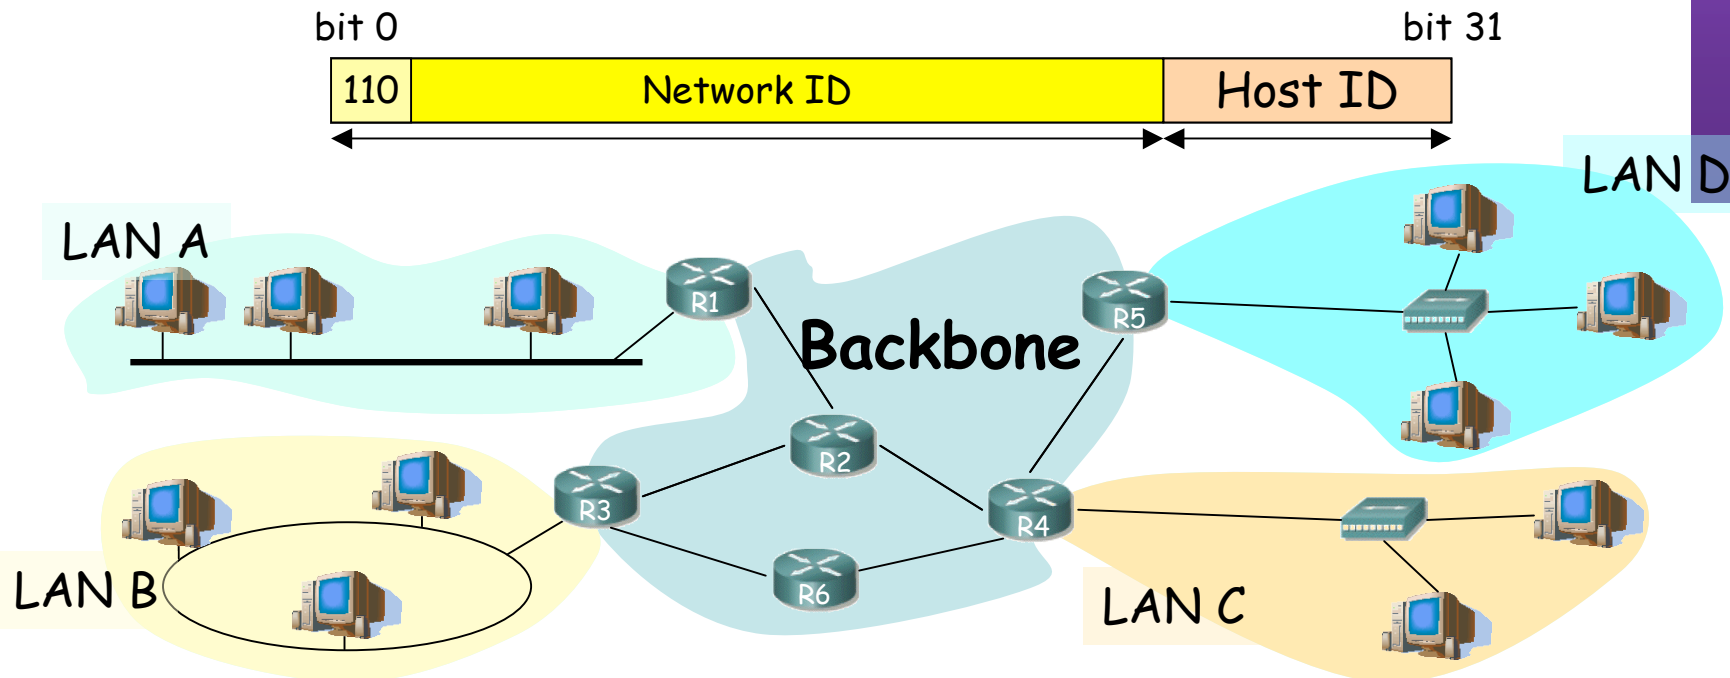 bit 0
bit 31
110
Network ID
Host ID
LAN D
LAN A
R1
R5
Backbone
R2
R3
R4
R6
LAN B
LAN C